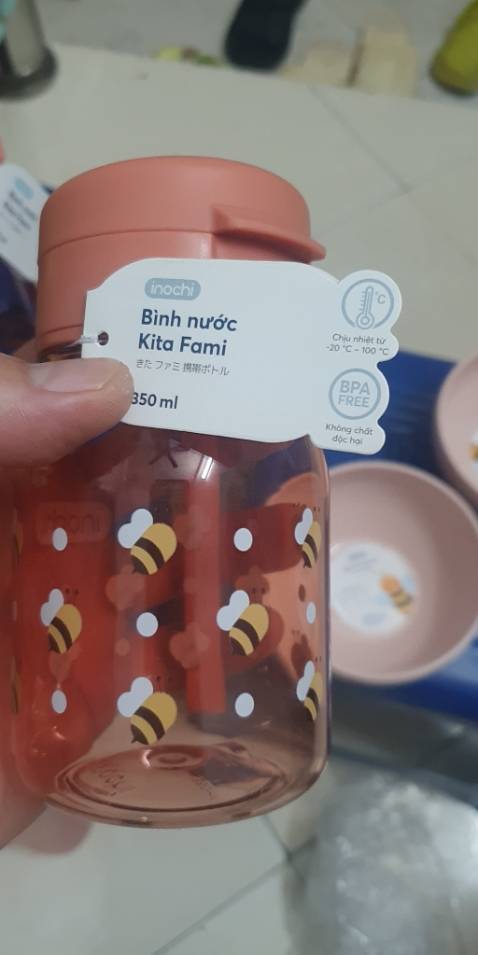 inochi
Bình nước
Kita Fami
きた ファミ 携帯ボトル
350 ml
°C
Chịu nhiệt từ
-20 °C – 100 °C
BPA
FREE
Không chất
độc hại
inochi